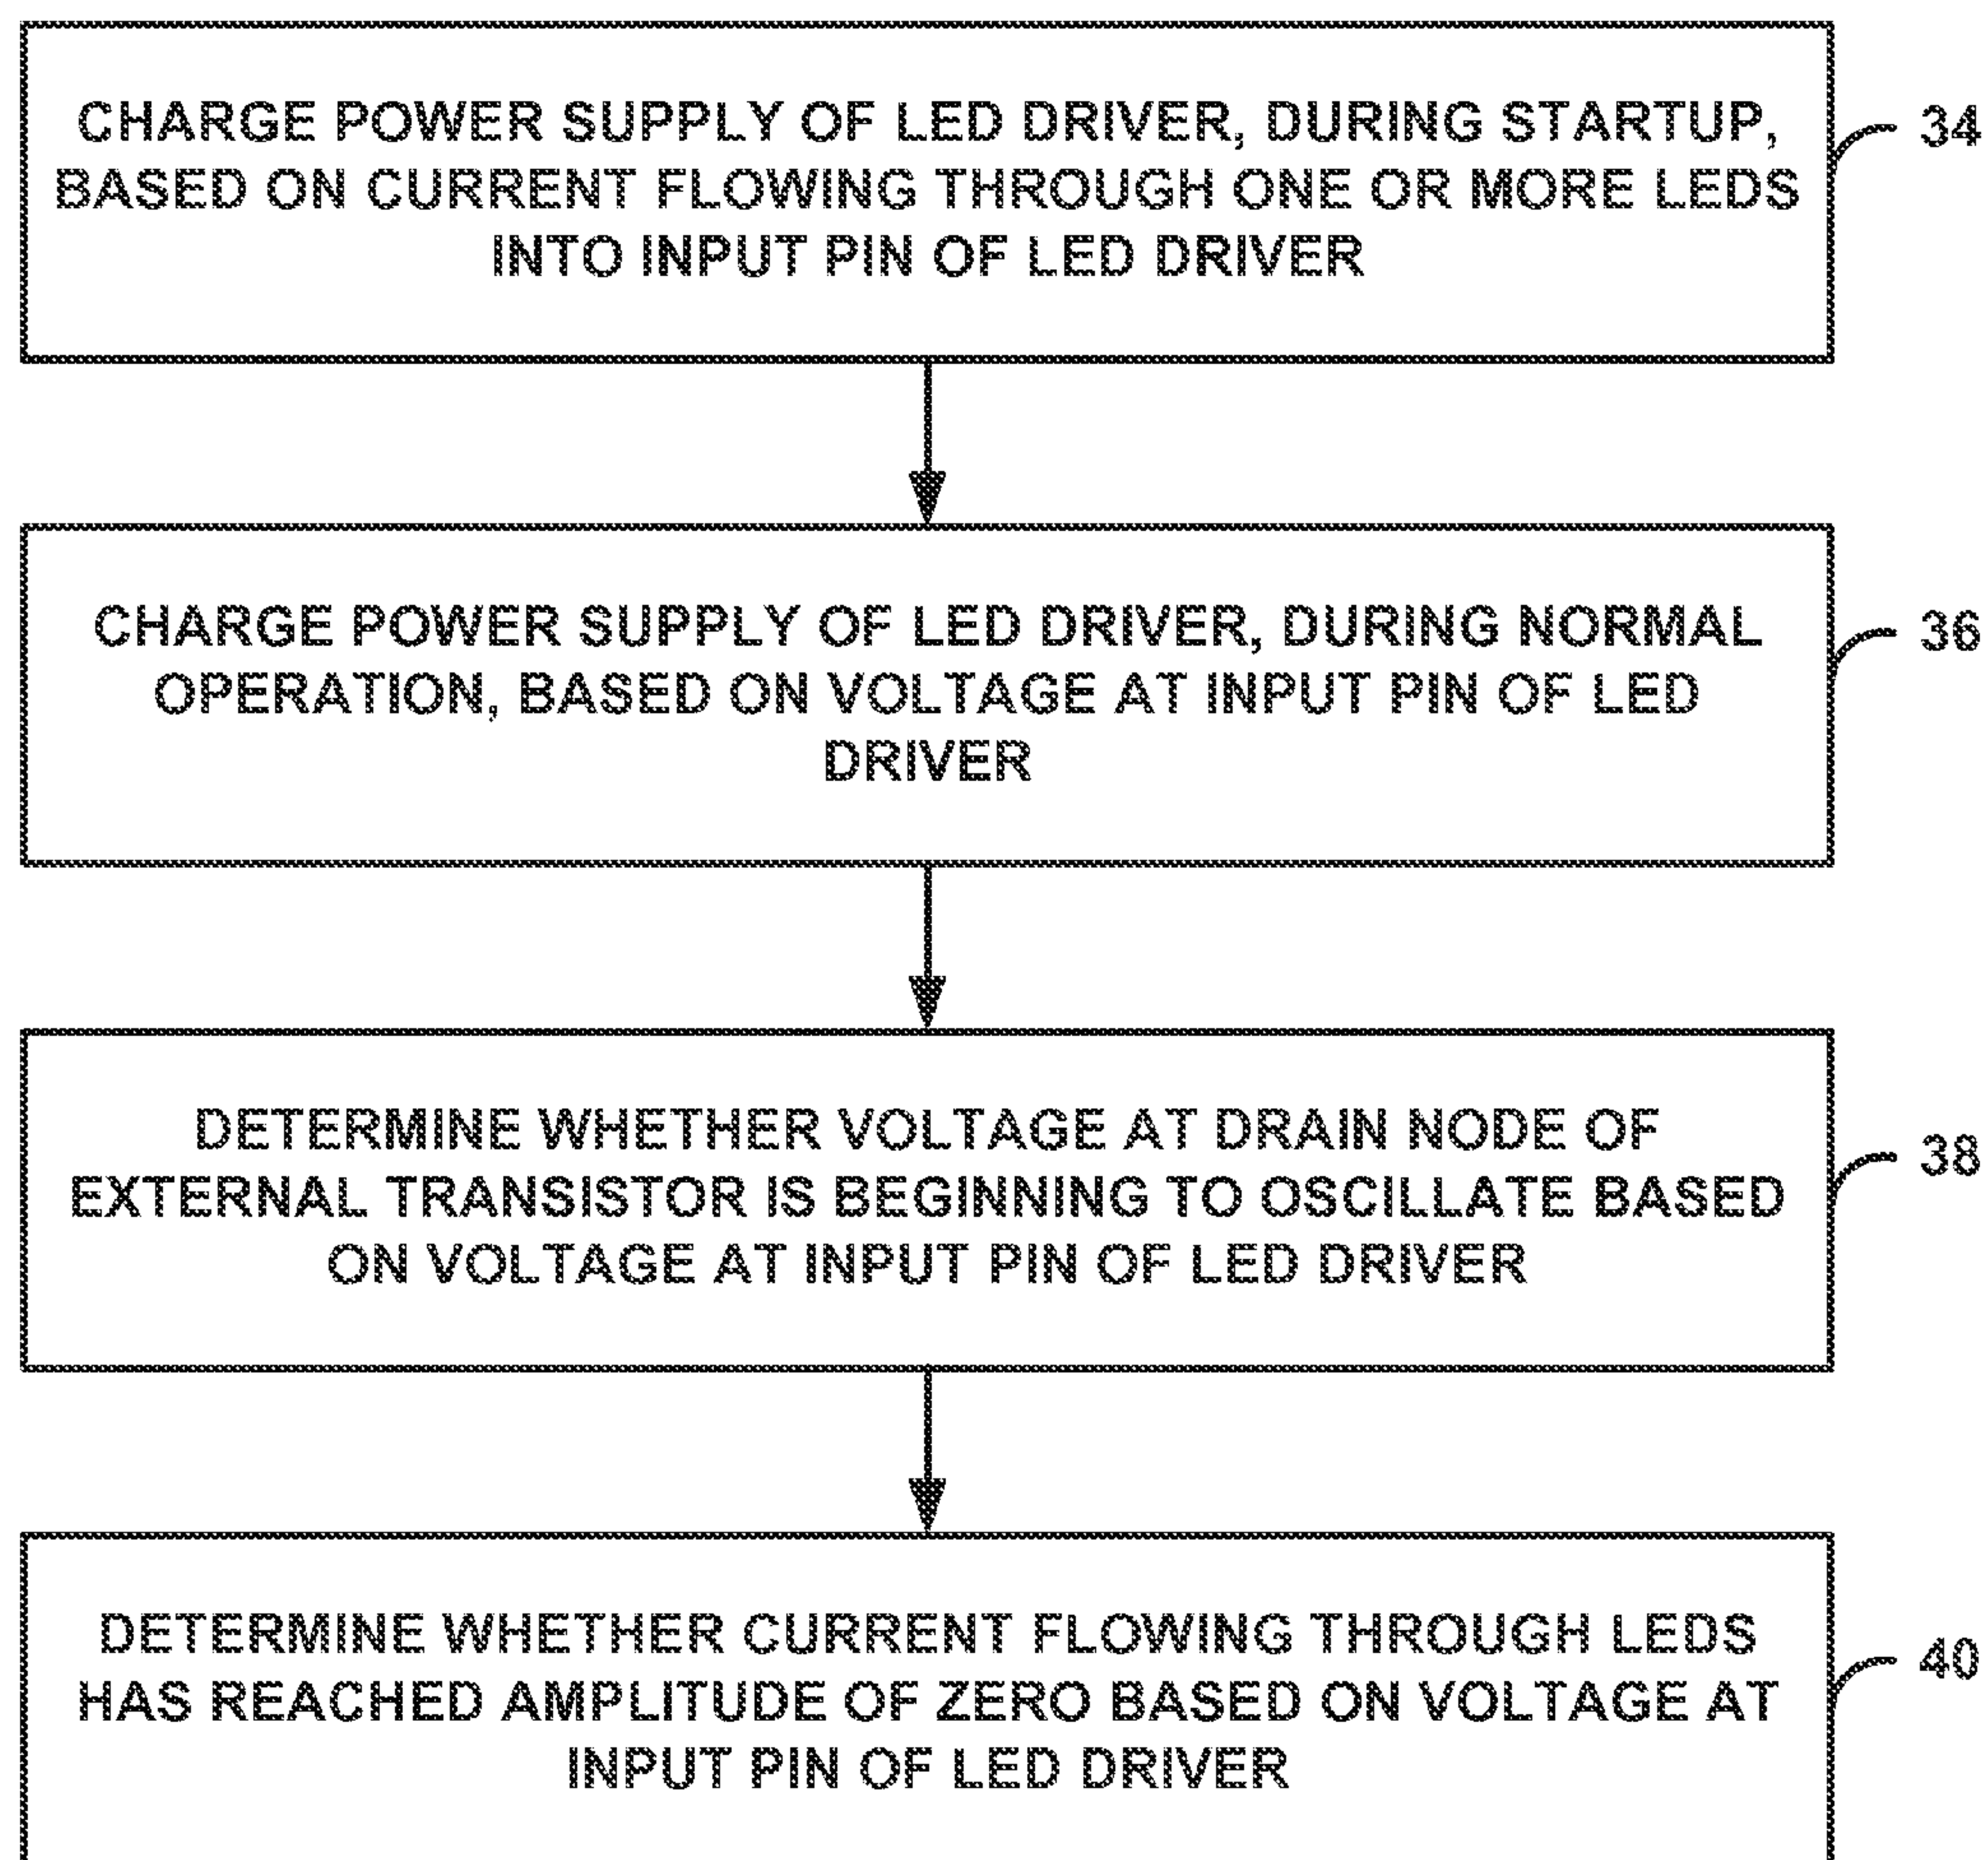 CHARGE POWER SUPPLY OF LED DRIVER, DURING STARTUP,
BASED ON CURRENT FLOWING THROUGH ONE OR MORE LEDS
INTO INPUT PIN OF LED DRIVER
34
CHARGE POWER SUPPLY OF LED DRIVER, DURING NORMAL
OPERATION, BASED ON VOLTAGE AT INPUT PIN OF LED
DRIVER
36
DETERMINE WHETHER VOLTAGE AT DRAIN NODE OF
EXTERNAL TRANSISTOR IS BEGINNING TO OSCILLATE BASED
ON VOLTAGE AT INPUT PIN OF LED DRIVER
38
DETERMINE WHETHER CURRENT FLOWING THROUGH LEDS
HAS REACHED AMPLITUDE OF ZERO BASED ON VOLTAGE AT
INPUT PIN OF LED DRIVER
40